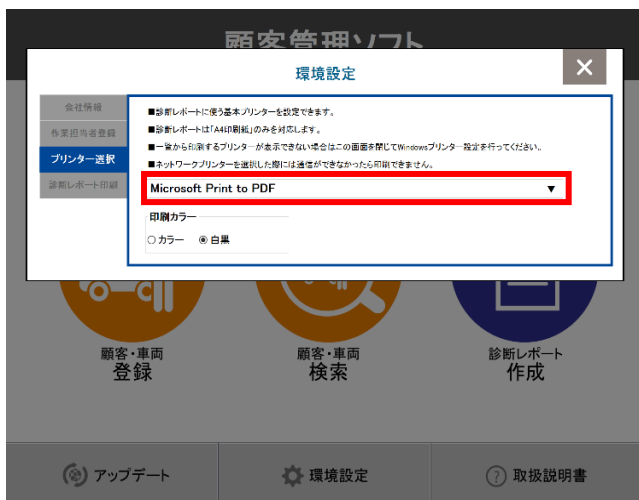 顧客管理ソフト
環境設定
会社情報
作業担当者登録
プリンター選択
診断レポート印刷
■診断レポートに使う基本プリンターを設定できます。
■診断レポートは「A4印刷紙」のみを対応します。
■一覧から印刷するプリンターが表示できない場合はこの画面を閉じてWindowsプリンター設定を行ってください。
■ネットワークプリンターを選択した際には通信ができなかったら印刷できません。
Microsoft Print to PDF
印刷カラー
カラー 白黒
顧客・車両
登録
顧客・車両
検索
診断レポート
作成
アップデート
環境設定
? 取扱説明書